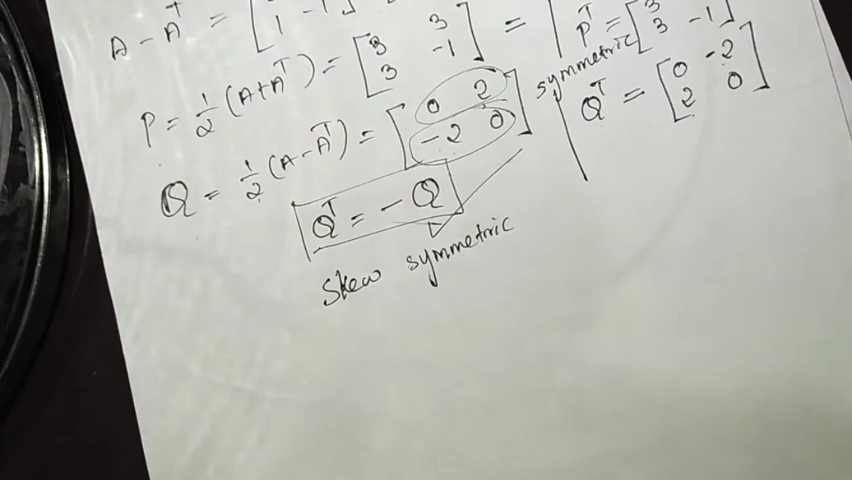 A - Aᵀ = [ 1 -1 ]
P = 1/2 (A+Aᵀ) = [ 3 3 ; 3 -1 ] =
Q = 1/2 (A-Aᵀ) = [ 0 2 ; -2 0 ]
Qᵀ = -Q
Skew symmetric
Pᵀ = [ 3 ; 3 -1 ]
symmetric
Qᵀ = [ 0 -2 ; 2 0 ]